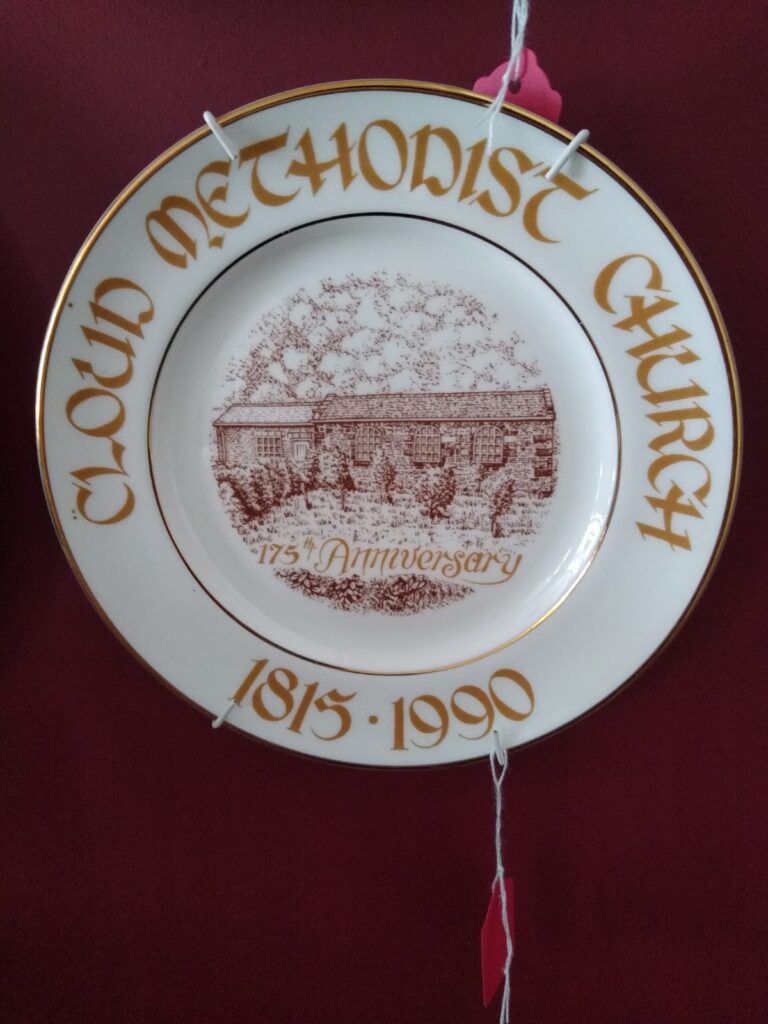 CLOUD METHODIST CHURCH
175th Anniversary
1815 · 1990